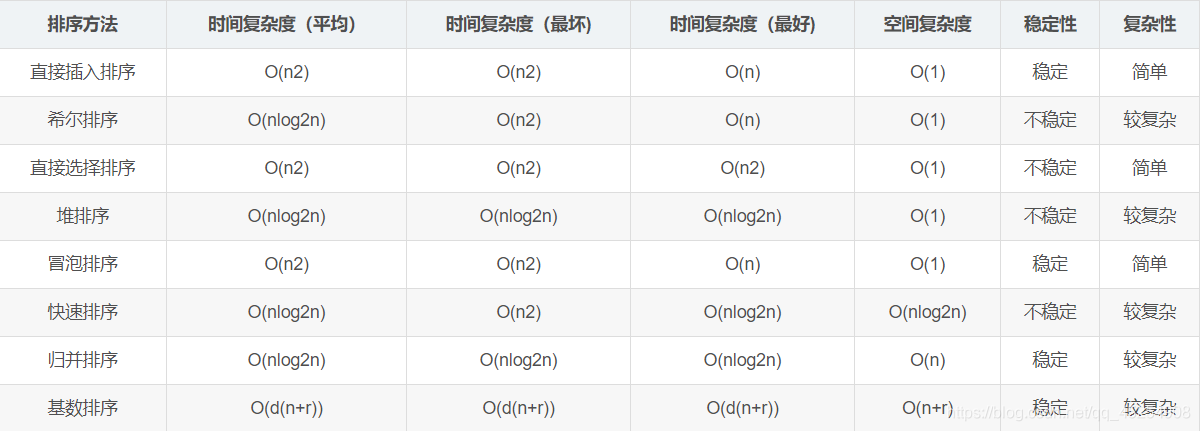 排序方法 时间复杂度（平均） 时间复杂度（最坏) 时间复杂度（最好) 空间复杂度 稳定性 复杂性
直接插入排序 O(n2) O(n2) O(n) O(1) 稳定 简单
希尔排序 O(nlog2n) O(n2) O(n) O(1) 不稳定 较复杂
直接选择排序 O(n2) O(n2) O(n2) O(1) 不稳定 简单
堆排序 O(nlog2n) O(nlog2n) O(nlog2n) O(1) 不稳定 较复杂
冒泡排序 O(n2) O(n2) O(n) O(1) 稳定 简单
快速排序 O(nlog2n) O(n2) O(nlog2n) O(nlog2n) 不稳定 较复杂
归并排序 O(nlog2n) O(nlog2n) O(nlog2n) O(n) 稳定 较复杂
基数排序 O(d(n+r)) O(d(n+r)) O(d(n+r)) O(n+r) 稳定 较复杂